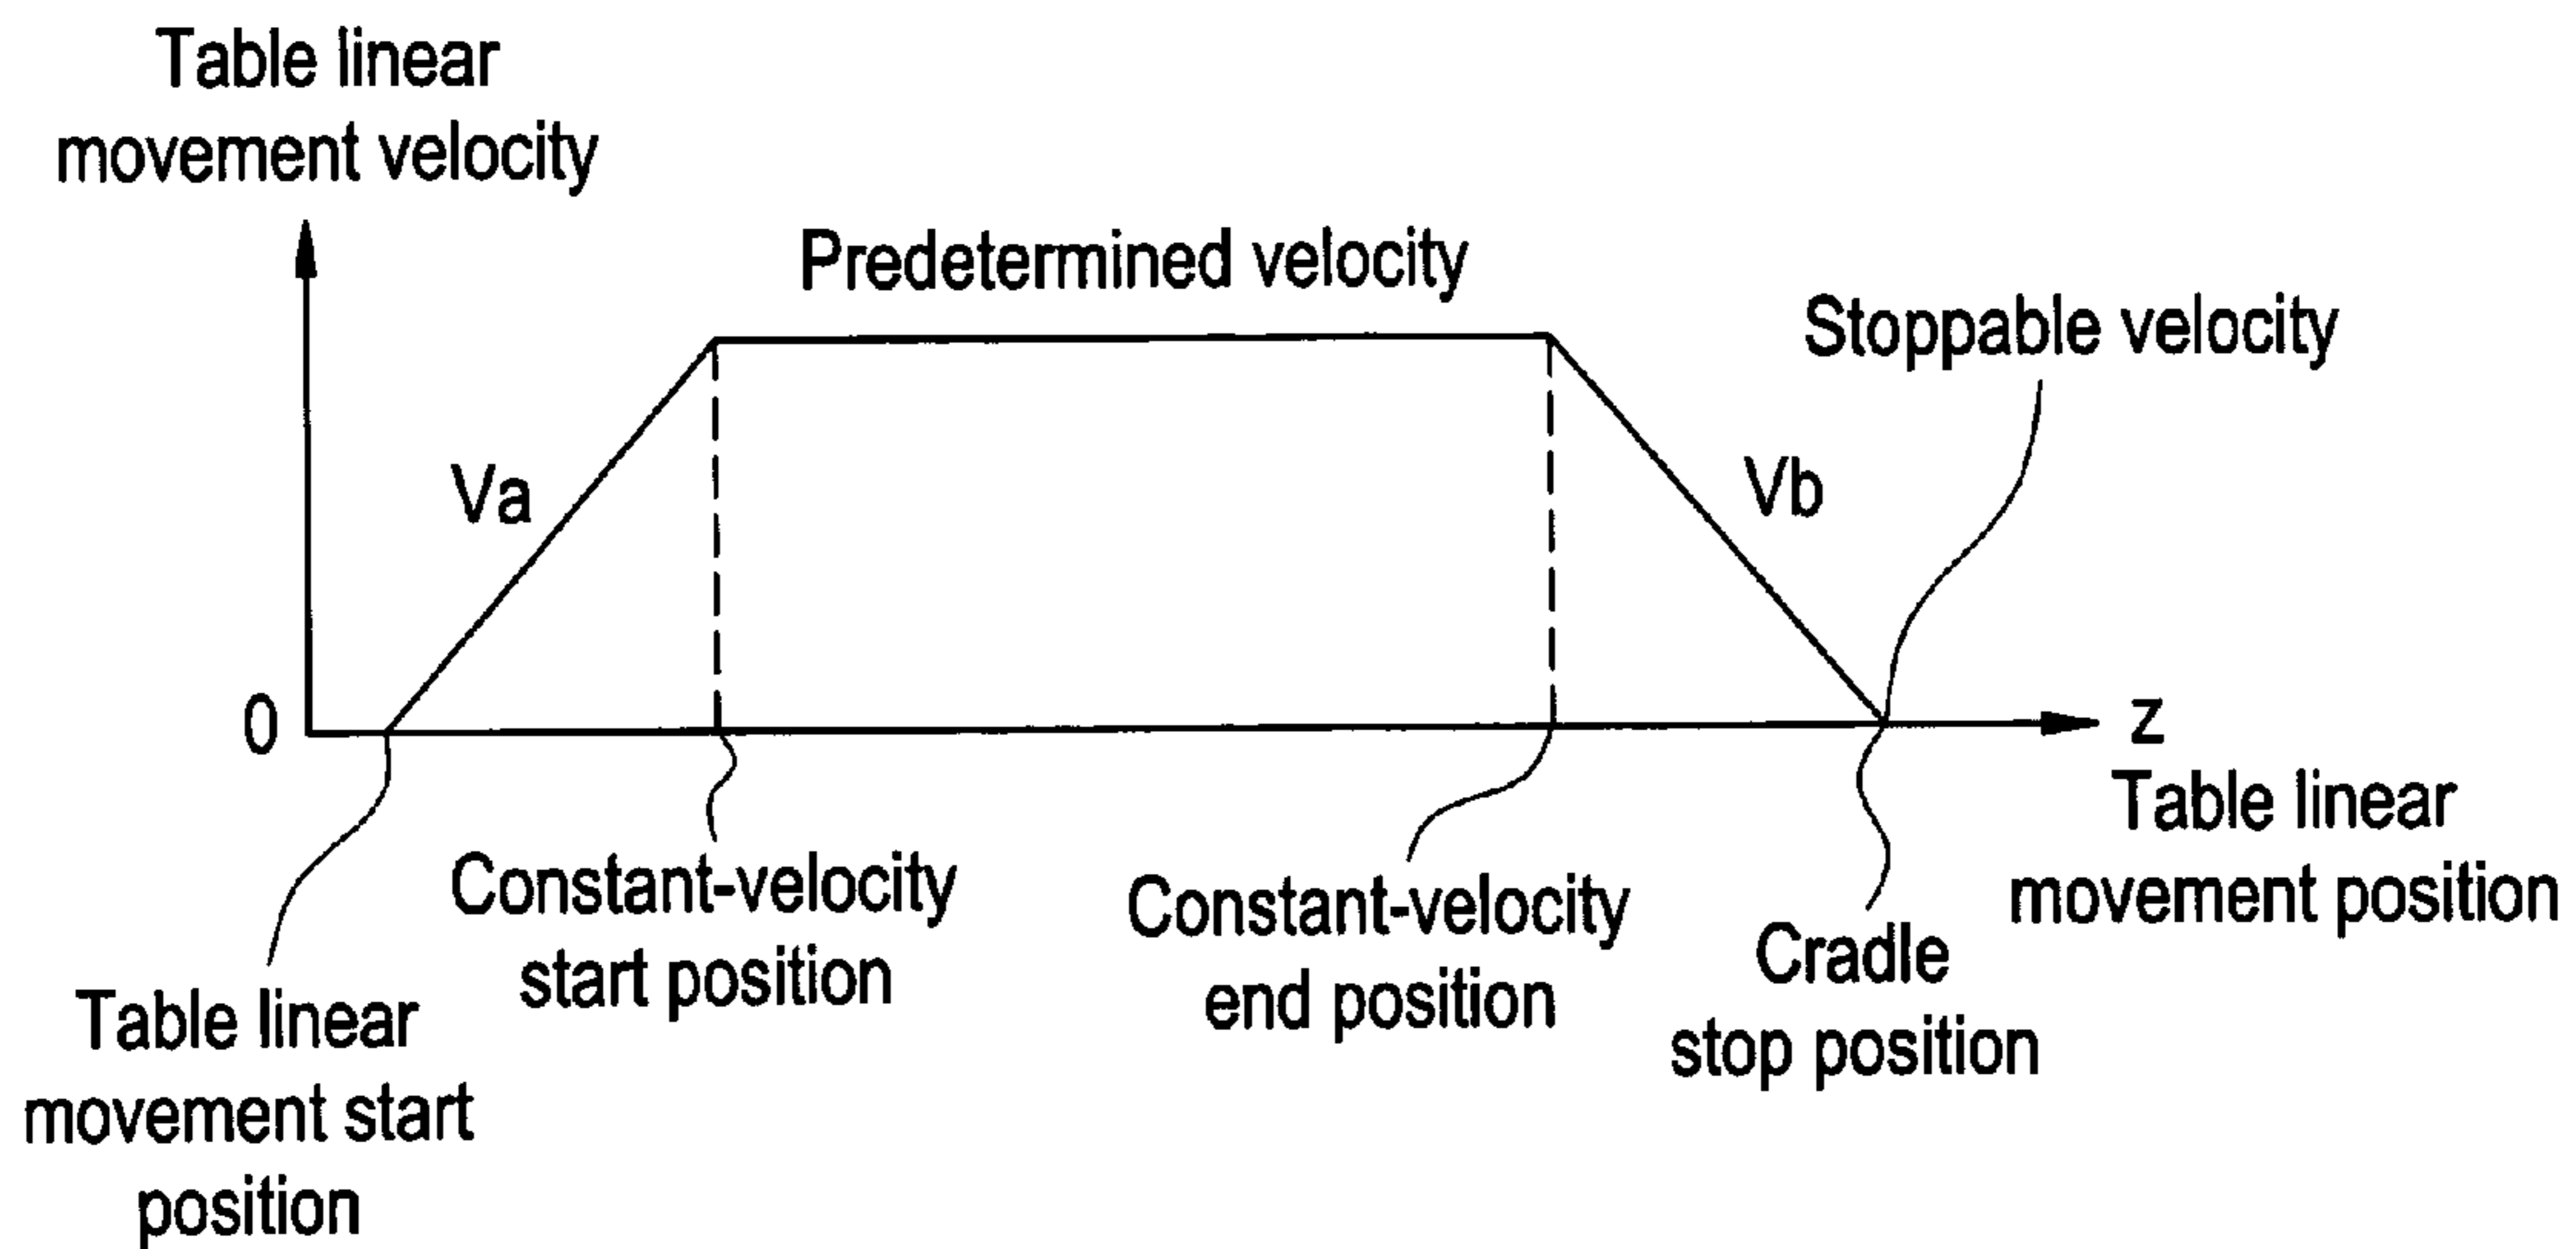 Table linear
movement velocity
Predetermined velocity
Stoppable velocity
Va
Vb
0
z
Table linear
movement position
Constant-velocity
start position
Constant-velocity
end position
Cradle
stop position
Table linear
movement start
position